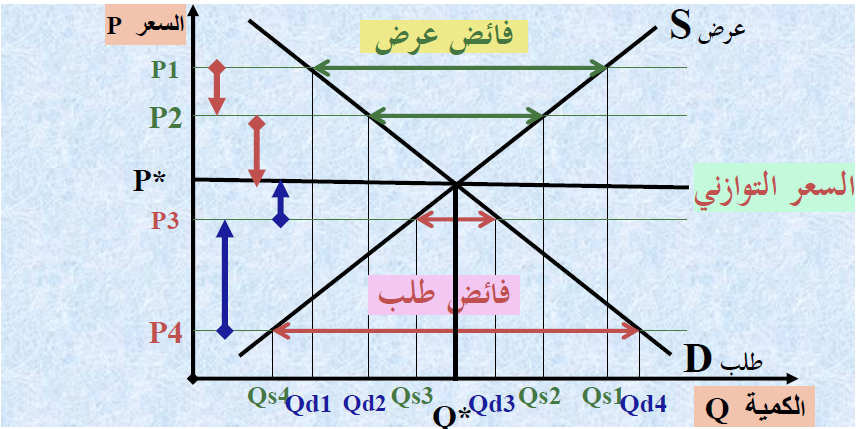 السعر P
فائض عرض
S عرض
P1
P2
P*
السعر التوازني
P3
فائض طلب
P4
D طلب
Qs4
Qd1
Qd2
Qs3
Q*
Qd3
Qs2
Qs1
Qd4
الكمية Q